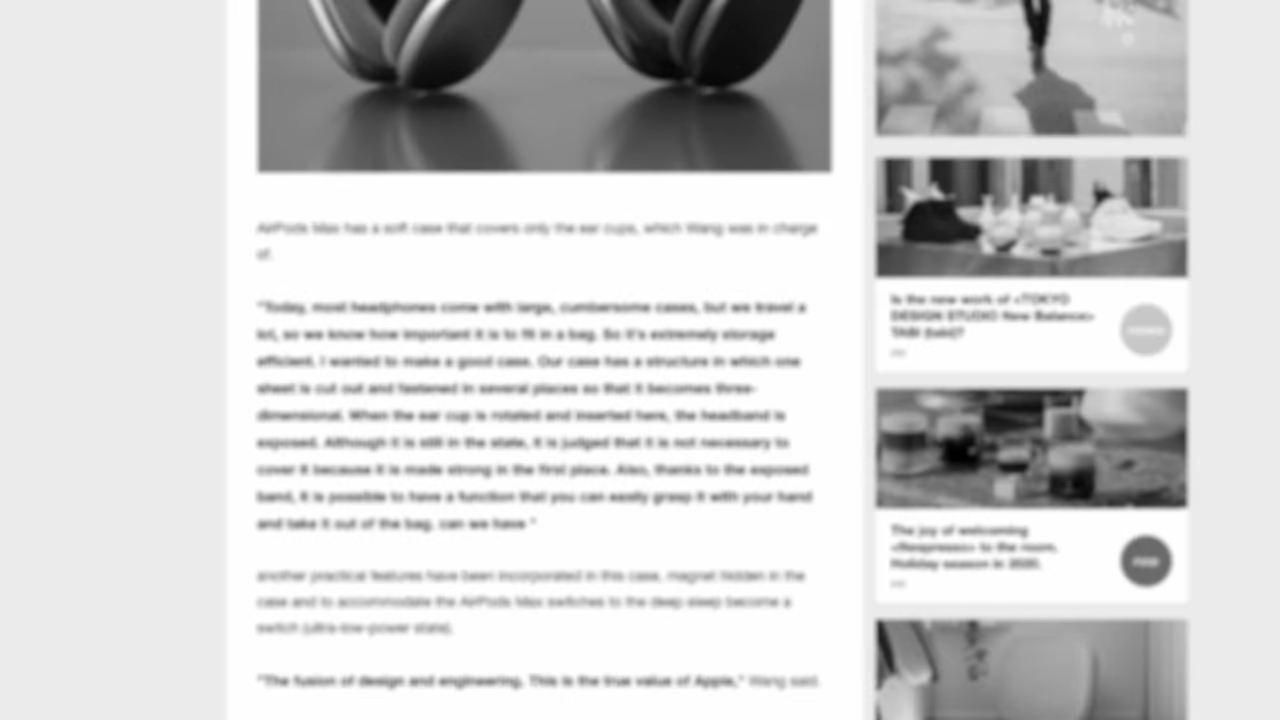 AirPods Max has a soft case that covers only the ear cups, which Wang was in charge
of.
"Today, most headphones come with large, cumbersome cases, but we travel a
lot, so we know how important it is to fit in a bag. So it's extremely storage
efficient. I wanted to make a good case. Our case has a structure in which one
sheet is cut out and fastened in several places so that it becomes three-
dimensional. When the ear cup is rotated and inserted here, the headband is
exposed. Although it is still in the state, it is judged that it is not necessary to
cover it because it is made strong in the first place. Also, thanks to the exposed
band, it is possible to have a function that you can easily grasp it with your hand
and take it out of the bag. can we have "
another practical features have been incorporated in this case, magnet hidden in the
case and to accommodate the AirPods Max switches to the deep sleep become a
switch (ultra-low-power state).
"The fusion of design and engineering. This is the true value of Apple," Wang said.
Is the new work of <TOKYO
DESIGN STUDIO New Balance>
TABI (tabi)?
The joy of welcoming
<Nespresso> to the room.
Holiday season in 2020.